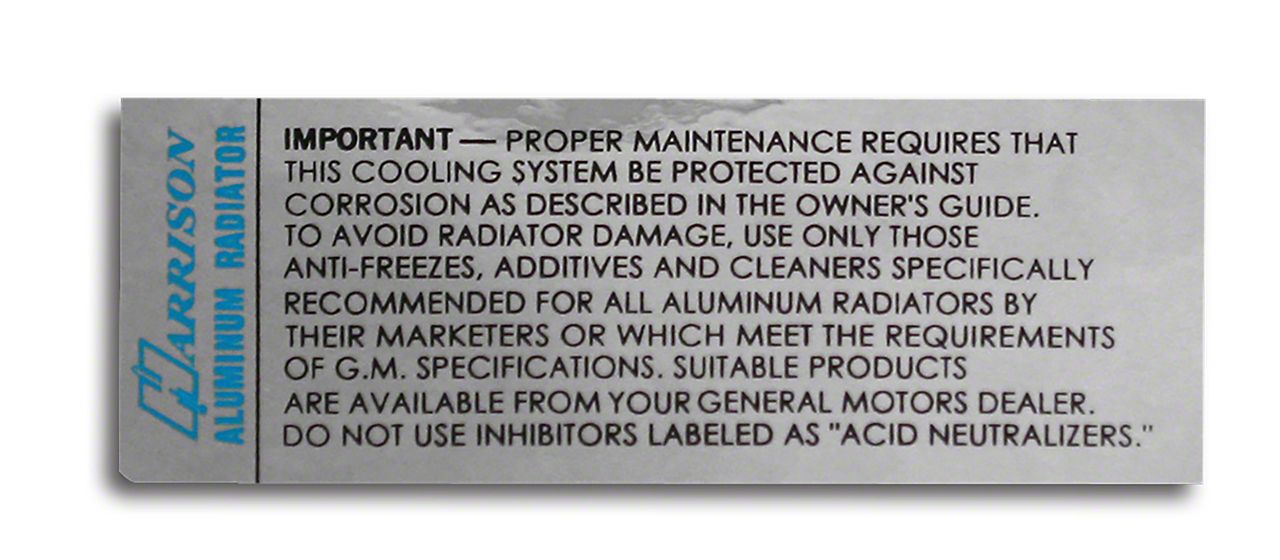 HARRISON
ALUMINUM RADIATOR
IMPORTANT — PROPER MAINTENANCE REQUIRES THAT
THIS COOLING SYSTEM BE PROTECTED AGAINST
CORROSION AS DESCRIBED IN THE OWNER'S GUIDE.
TO AVOID RADIATOR DAMAGE, USE ONLY THOSE
ANTI-FREEZES, ADDITIVES AND CLEANERS SPECIFICALLY
RECOMMENDED FOR ALL ALUMINUM RADIATORS BY
THEIR MARKETERS OR WHICH MEET THE REQUIREMENTS
OF G.M. SPECIFICATIONS. SUITABLE PRODUCTS
ARE AVAILABLE FROM YOUR GENERAL MOTORS DEALER.
DO NOT USE INHIBITORS LABELED AS "ACID NEUTRALIZERS."